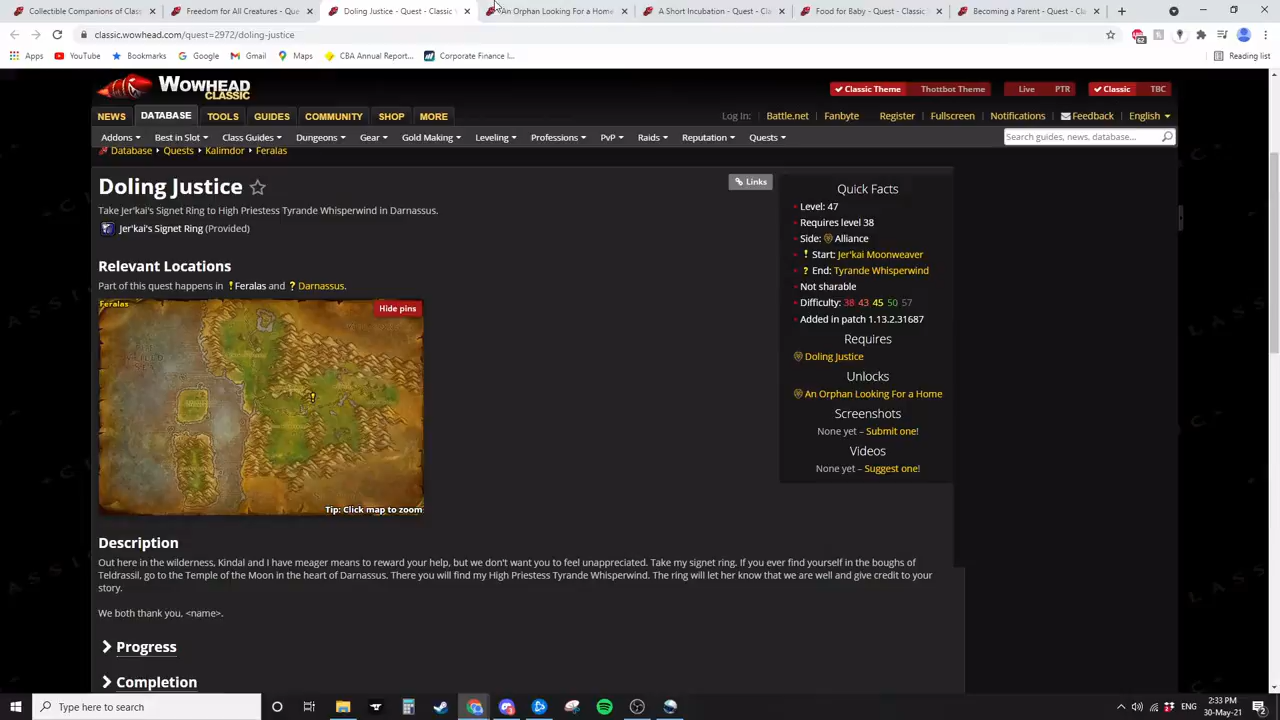 Collectible Companions of Classi
Freedom for All Creatures - Que
Doling Justice - Quest - Classic
An Orphan Looking For a Home
A Short Incubation - Quest - Cla
Food for Baby - Quest - Classic
Becoming a Parent - Quest - Cla
classic.wowhead.com/quest=2972/doling-justice
62
Apps
YouTube
Bookmarks
Google
Gmail
Maps
CBA Annual Report...
Corporate Finance I...
Reading list
WOWHEAD
CLASSIC
Classic Theme
Thottbot Theme
Live
PTR
Classic
TBC
NEWS
DATABASE
TOOLS
GUIDES
COMMUNITY
SHOP
MORE
Log In:
Battle.net
Fanbyte
Register
Fullscreen
Notifications
Feedback
English
Addons
Best in Slot
Class Guides
Dungeons
Gear
Gold Making
Leveling
Professions
PvP
Raids
Reputation
Quests
Search guides, news, database...
Database
Quests
Kalimdor
Feralas
Doling Justice
Links
Take Jer'kai's Signet Ring to High Priestess Tyrande Whisperwind in Darnassus.
Jer'kai's Signet Ring (Provided)
Relevant Locations
Part of this quest happens in ! Feralas and ? Darnassus.
Feralas
Hide pins
Tip: Click map to zoom
Quick Facts
Level: 47
Requires level 38
Side: Alliance
! Start: Jer'kai Moonweaver
? End: Tyrande Whisperwind
Not sharable
Difficulty: 38 43 45 50 57
Added in patch 1.13.2.31687
Requires
Doling Justice
Unlocks
An Orphan Looking For a Home
Screenshots
None yet – Submit one!
Videos
None yet – Suggest one!
Description
Out here in the wilderness, Kindal and I have meager means to reward your help, but we don't want you to feel unappreciated. Take my signet ring. If you ever find yourself in the boughs of
Teldrassil, go to the Temple of the Moon in the heart of Darnassus. There you will find my High Priestess Tyrande Whisperwind. The ring will let her know that we are well and give credit to your
story.
We both thank you, <name>.
Progress
Completion
Type here to search
ENG
2:33 PM
30-May-21
2